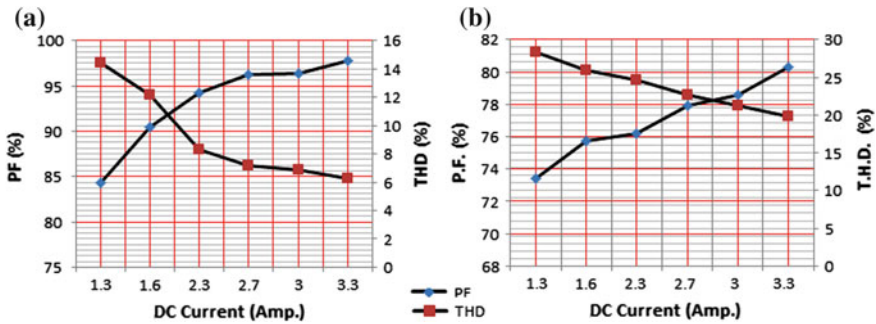 (a)
100
95
90
85
80
75
PF (%)
16
14
12
10
8
6
4
2
0
THD (%)
1.3 1.6 2.3 2.7 3 3.3
DC Current (Amp.)
PF
THD
(b)
82
80
78
76
74
72
70
68
P.F. (%)
30
25
20
15
10
5
0
T.H.D. (%)
1.3 1.6 2.3 2.7 3 3.3
DC Current (Amp.)